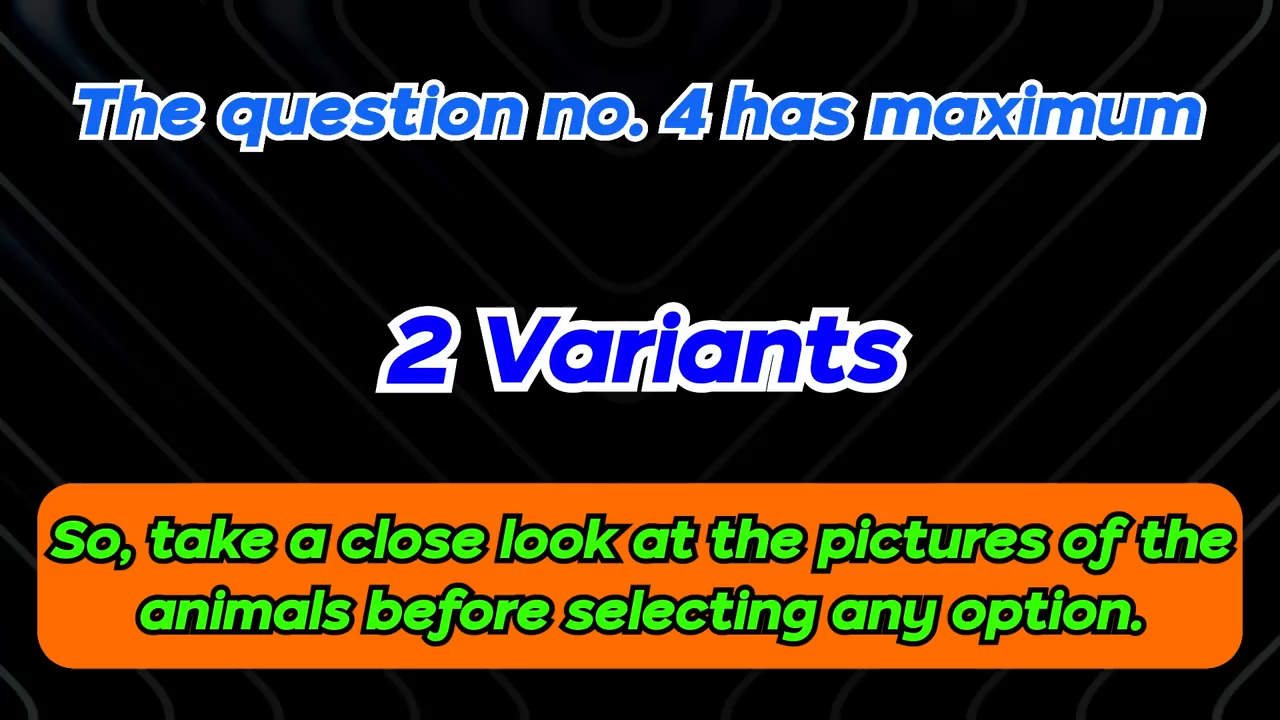 The question no. 4 has maximum
2 Variants
So, take a close look at the pictures of the
animals before selecting any option.